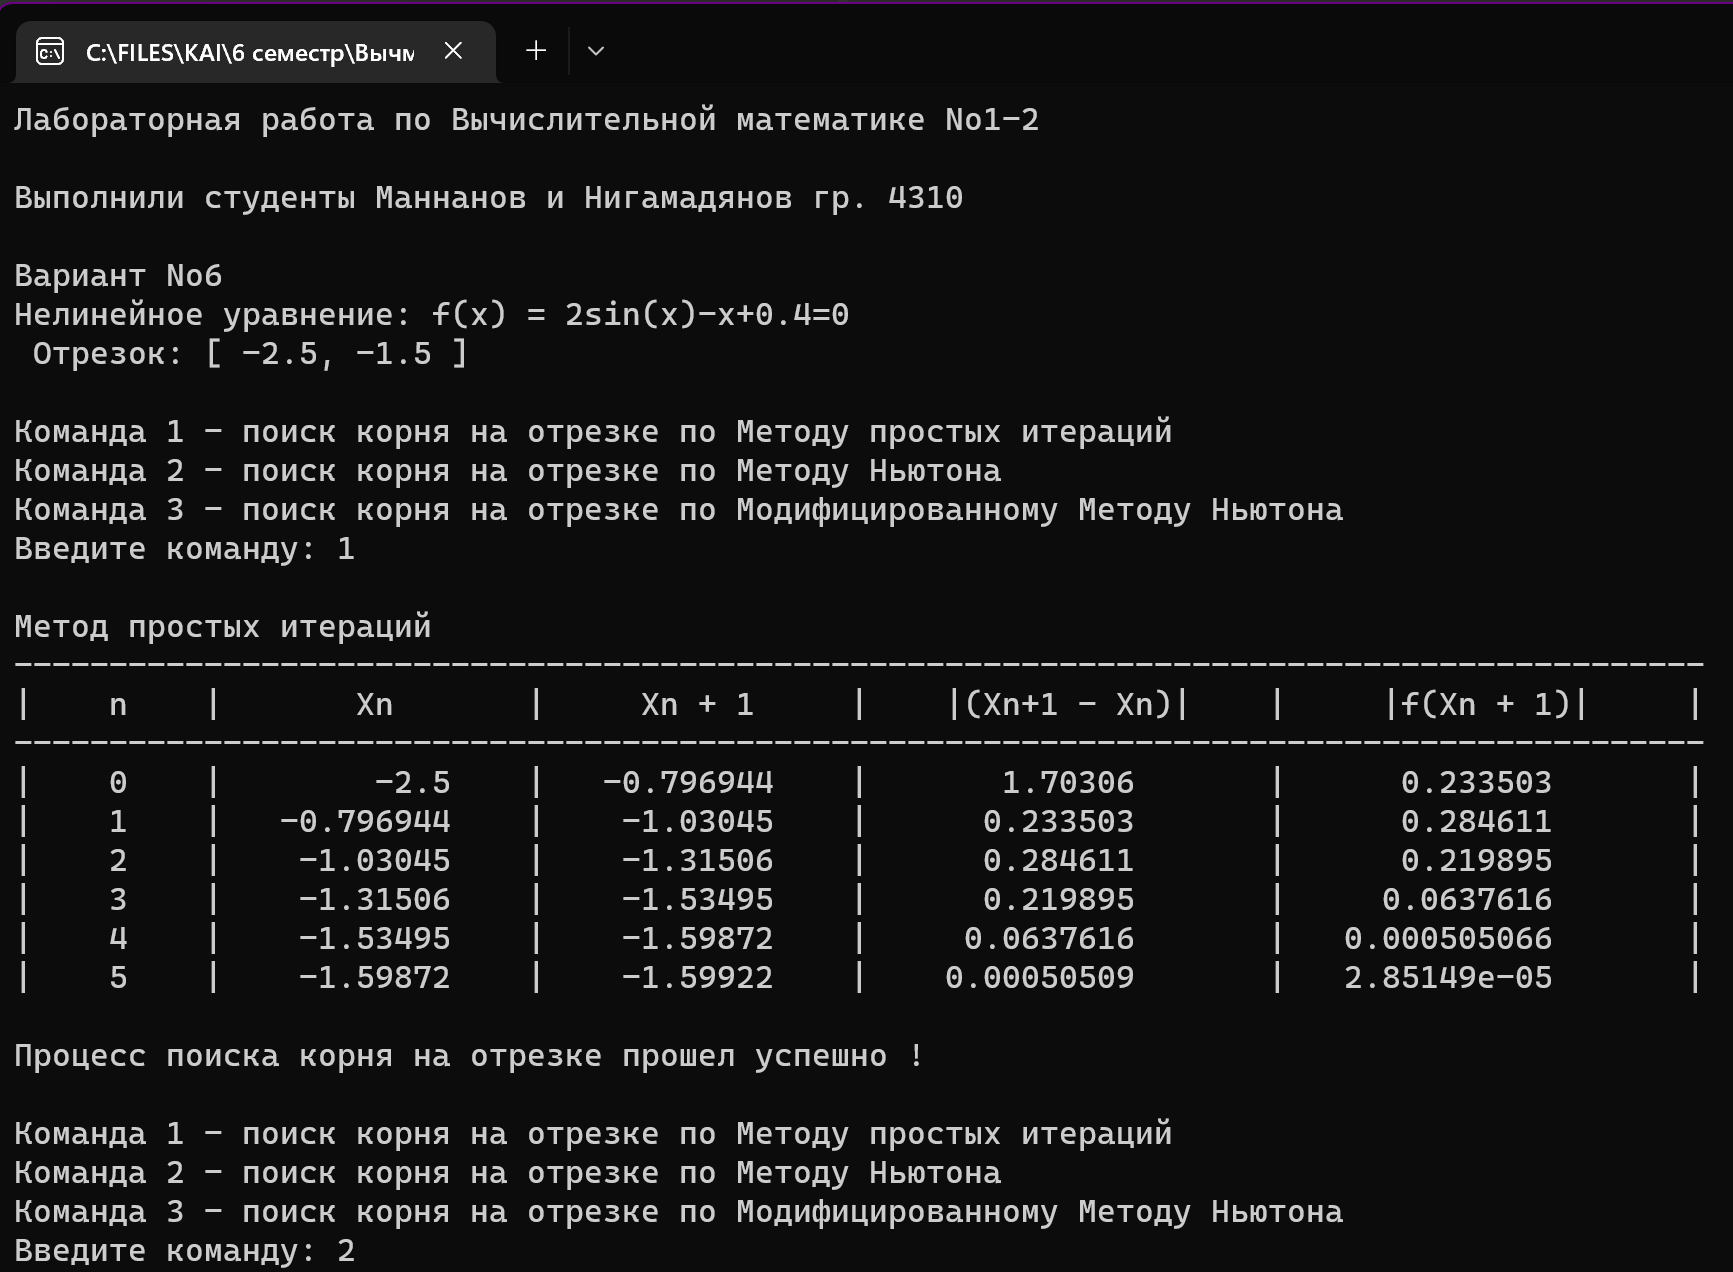 C:\FILES\KAI\6 семестр\Вычм
Лабораторная работа по Вычислительной математике No1-2
Выполнили студенты Маннанов и Нигамадянов гр. 4310
Вариант No6
Нелинейное уравнение: f(x) = 2sin(x)-x+0.4=0
Отрезок: [ -2.5, -1.5 ]
Команда 1 - поиск корня на отрезке по Методу простых итераций
Команда 2 - поиск корня на отрезке по Методу Ньютона
Команда 3 - поиск корня на отрезке по Модифицированному Методу Ньютона
Введите команду: 1
Метод простых итераций
-----------------------------------------------------------------------------------------
| n | Xn | Xn + 1 | |(Xn+1 - Xn)| | |f(Xn + 1)| |
-----------------------------------------------------------------------------------------
| 0 | -2.5 | -0.796944 | 1.70306 | 0.233503 |
| 1 | -0.796944 | -1.03045 | 0.233503 | 0.284611 |
| 2 | -1.03045 | -1.31506 | 0.284611 | 0.219895 |
| 3 | -1.31506 | -1.53495 | 0.219895 | 0.0637616 |
| 4 | -1.53495 | -1.59872 | 0.0637616 | 0.000505066 |
| 5 | -1.59872 | -1.59922 | 0.00050509 | 2.85149e-05 |
Процесс поиска корня на отрезке прошел успешно !
Команда 1 - поиск корня на отрезке по Методу простых итераций
Команда 2 - поиск корня на отрезке по Методу Ньютона
Команда 3 - поиск корня на отрезке по Модифицированному Методу Ньютона
Введите команду: 2